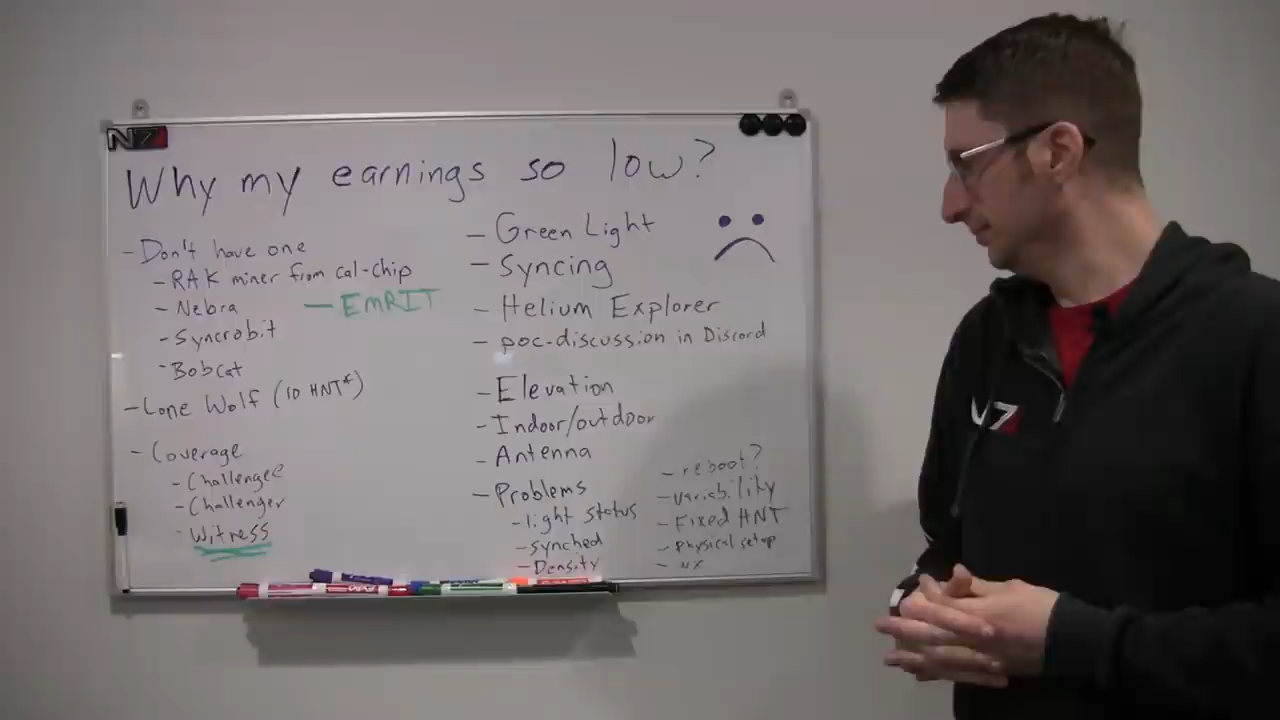 N7
Why my earnings so low?
- Don't have one
- RAK miner from cal-chip
- Nebra
- EMRIT
- Syncrobit
- Bobcat
- Lone Wolf (10 HNT*)
- Coverage
- Challengee
- Challenger
- Witness
- Green Light
- Syncing
- Helium Explorer
- poc-discussion in Discord
- Elevation
- Indoor/outdoor
- Antenna
- Problems
- light status
- synched
- Density
- reboot?
- variability
- Fixed HNT
- Physical setup
N7